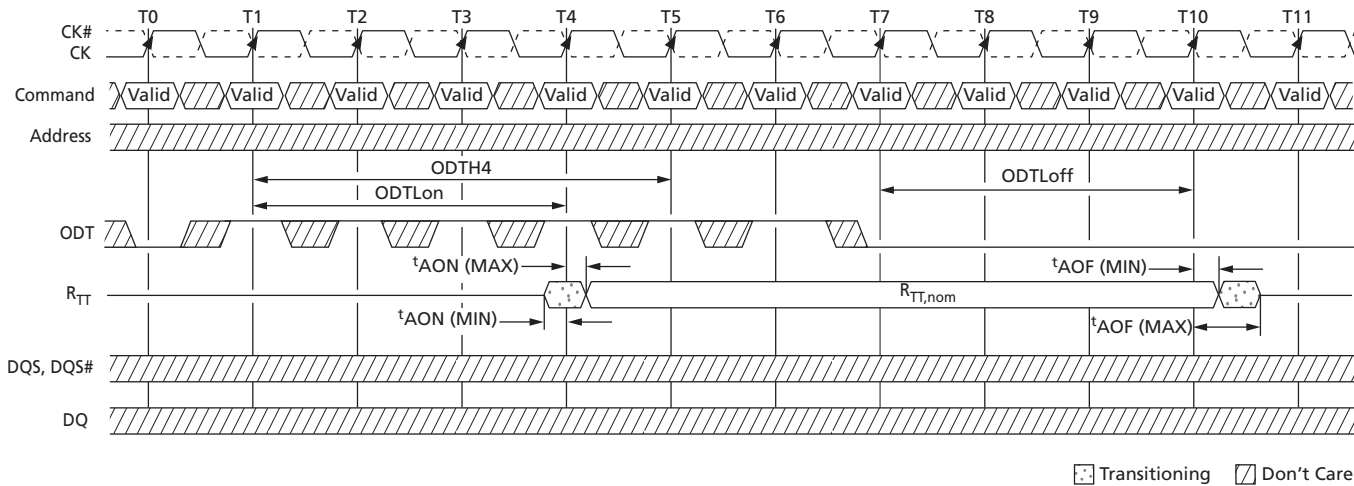 T0 T1 T2 T3 T4 T5 T6 T7 T8 T9 T10 T11
CK#
CK
Command Valid Valid Valid Valid Valid Valid Valid Valid Valid Valid Valid Valid
Address
ODTH4
ODTLon ODTLoff
ODT
tAON (MAX) tAOF (MIN)
RTT RTT,nom
tAON (MIN) tAOF (MAX)
DQS, DQS#
DQ
Transitioning Don't Care